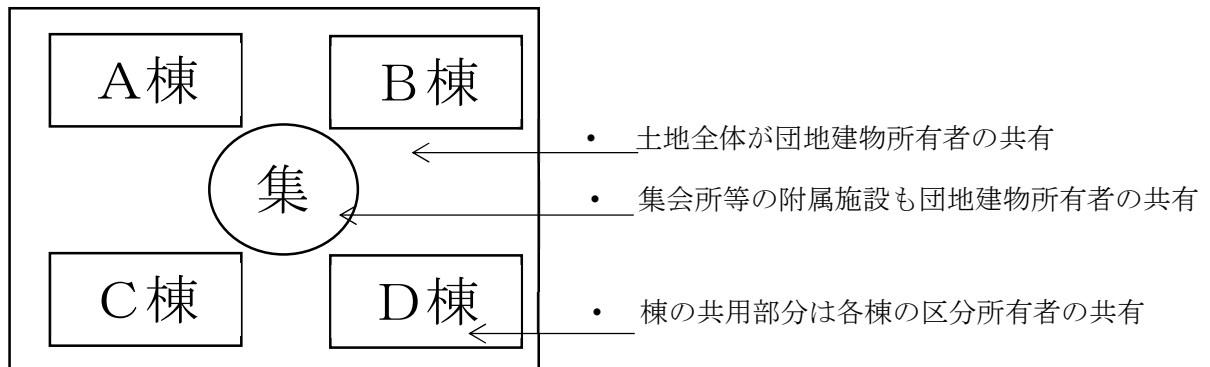 A棟
B棟
・ 土地全体が団地建物所有者の共有
集
・ 集会所等の附属施設も団地建物所有者の共有
C棟
D棟
・ 棟の共用部分は各棟の区分所有者の共有